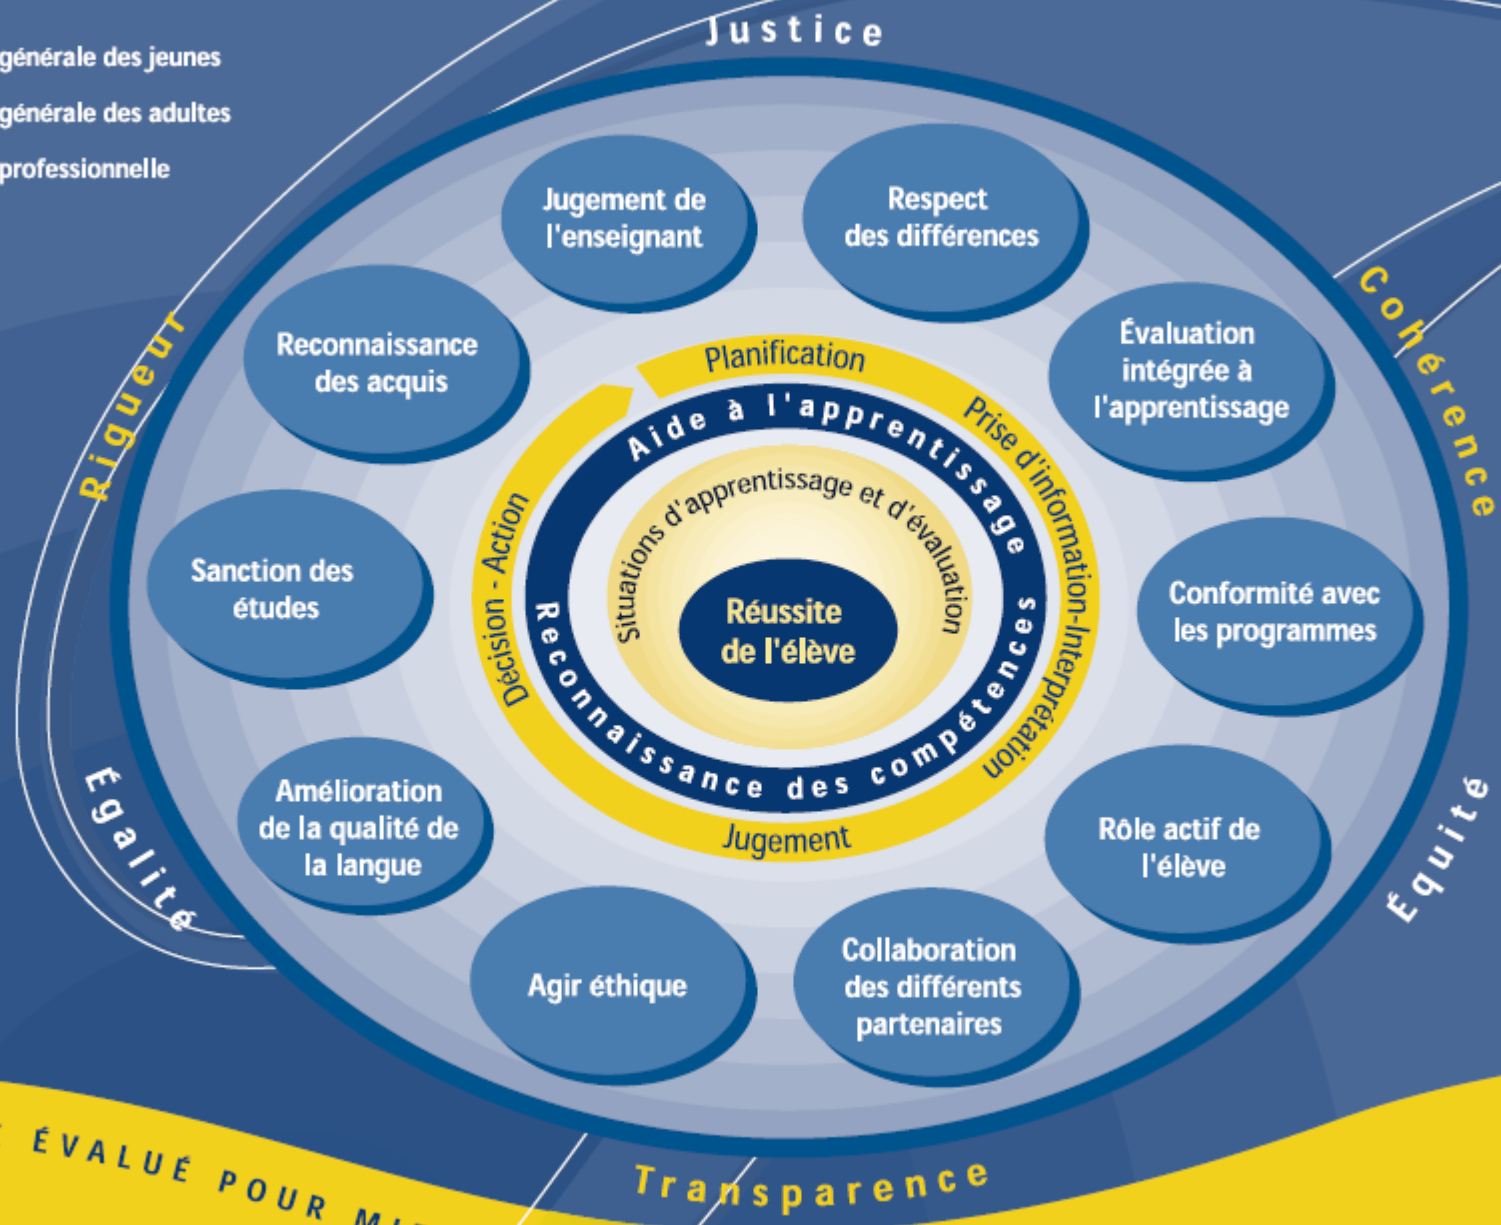 Justice
générale des jeunes
générale des adultes
professionnelle
Jugement de
l'enseignant
Respect
des différences
Cohérence
Évaluation
intégrée à
l'apprentissage
Rigueur
Reconnaissance
des acquis
Planification
Prise d'information-Interprétation
Jugement
Décision - Action
Aide à l'apprentissage
Reconnaissance des compétences
Situations d'apprentissage et d'évaluation
Réussite
de l'élève
Sanction des
études
Conformité avec
les programmes
Égalité
Amélioration
de la qualité de
la langue
Rôle actif de
l'élève
Équité
Agir éthique
Collaboration
des différents
partenaires
Transparence
ÉVALUÉ POUR